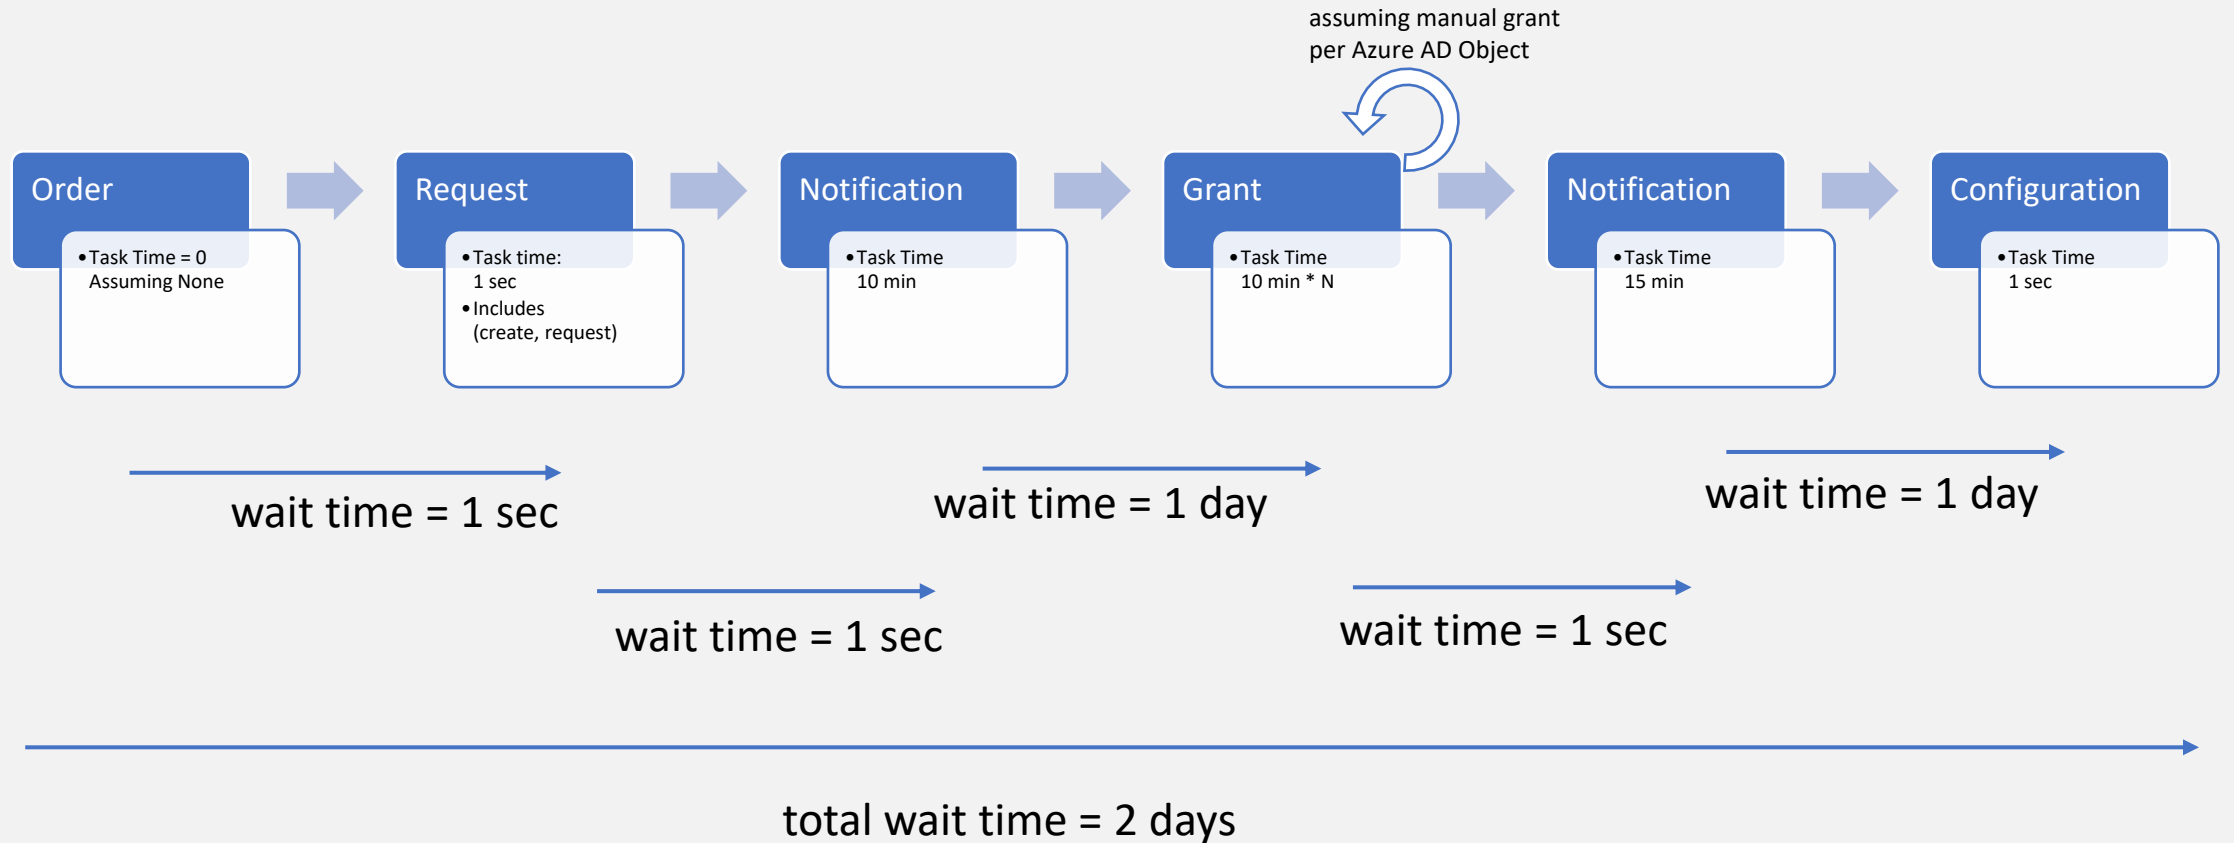 assuming manual grant
per Azure AD Object
Order
•Task Time = 0
Assuming None
Request
•Task time:
1 sec
•Includes
(create, request)
Notification
•Task Time
10 min
Grant
•Task Time
10 min * N
Notification
•Task Time
15 min
Configuration
•Task Time
1 sec
wait time = 1 sec
wait time = 1 sec
wait time = 1 day
wait time = 1 sec
wait time = 1 day
total wait time = 2 days